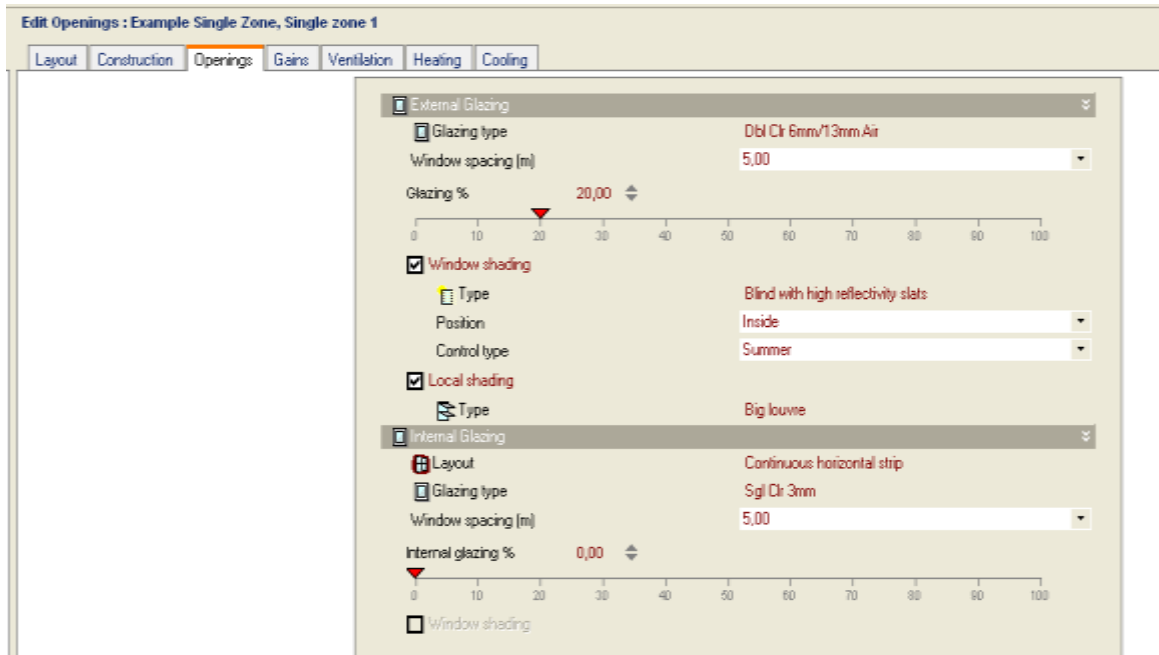 Edit Openings : Example Single Zone, Single zone 1
Layout Construction Openings Gains Ventilation Heating Cooling
External Glazing
Glazing type Dbl Clr 6mm/13mm Air
Window spacing (m) 5,00
Glazing % 20,00
0 10 20 30 40 50 60 70 80 90 100
Window shading
Type Blind with high reflectivity slats
Position Inside
Control type Summer
Local shading
Type Big louvre
Internal Glazing
Layout Continuous horizontal strip
Glazing type Sgl Clr 3mm
Window spacing (m) 5,00
Internal glazing % 0,00
0 10 20 30 40 50 60 70 80 90 100
Window shading